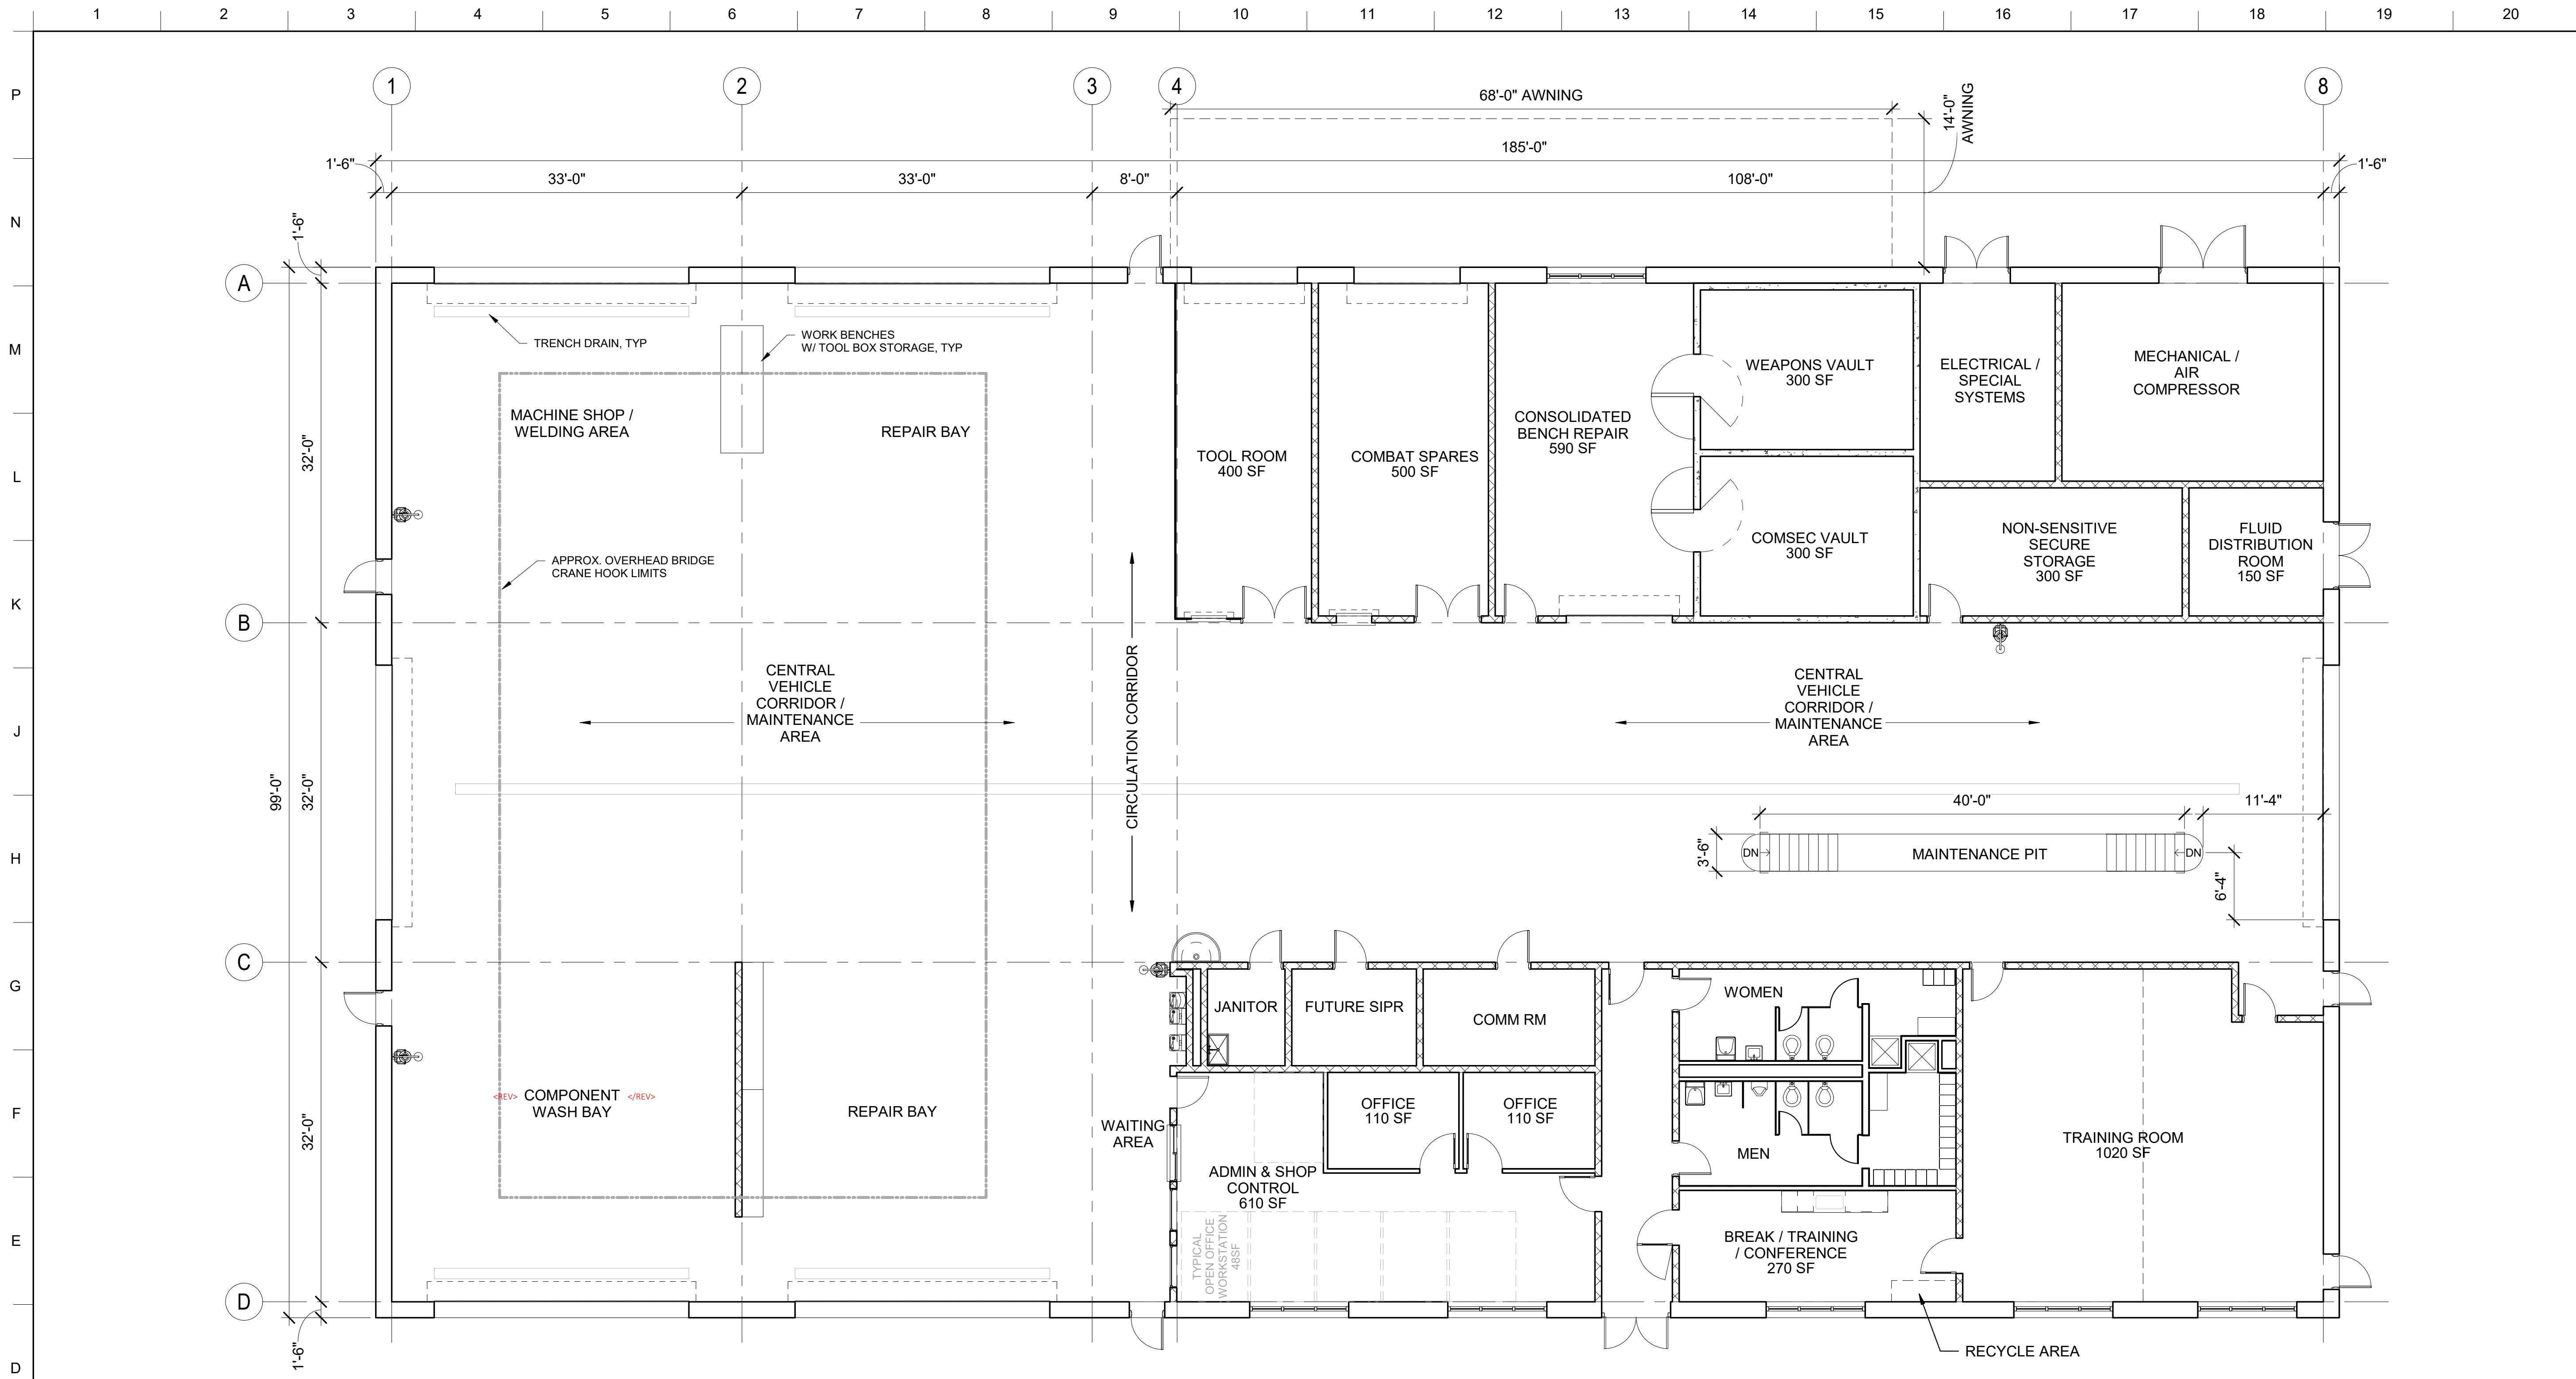 1 2 3 4 5 6 7 8 9 10 11 12 13 14 15 16 17 18 19 20
P
N
M
L
K
J
H
G
F
E
D
1
2
3
4
8
68'-0" AWNING
14'-0"
AWNING
185'-0"
1'-6"
33'-0"
33'-0"
8'-0"
108'-0"
1'-6"
1'-6"
A
B
C
D
32'-0"
99'-0"
32'-0"
32'-0"
1'-6"
TRENCH DRAIN, TYP
WORK BENCHES
W/ TOOL BOX STORAGE, TYP
MACHINE SHOP /
WELDING AREA
REPAIR BAY
APPROX. OVERHEAD BRIDGE
CRANE HOOK LIMITS
TOOL ROOM
400 SF
COMBAT SPARES
500 SF
CONSOLIDATED
BENCH REPAIR
590 SF
WEAPONS VAULT
300 SF
COMSEC VAULT
300 SF
ELECTRICAL /
SPECIAL
SYSTEMS
MECHANICAL /
AIR
COMPRESSOR
NON-SENSITIVE
SECURE
STORAGE
300 SF
FLUID
DISTRIBUTION
ROOM
150 SF
CENTRAL
VEHICLE
CORRIDOR /
MAINTENANCE
AREA
CIRCULATION CORRIDOR
CENTRAL
VEHICLE
CORRIDOR /
MAINTENANCE
AREA
40'-0"
11'-4"
3'-6"
DN
MAINTENANCE PIT
DN
6'-4"
JANITOR
FUTURE SIPR
COMM RM
WOMEN
<REV> COMPONENT </REV>
WASH BAY
REPAIR BAY
WAITING
AREA
OFFICE
110 SF
OFFICE
110 SF
ADMIN & SHOP
CONTROL
610 SF
MEN
TRAINING ROOM
1020 SF
TYPICAL
OPEN OFFICE
WORKSTATION
48SF
BREAK / TRAINING
/ CONFERENCE
270 SF
RECYCLE AREA